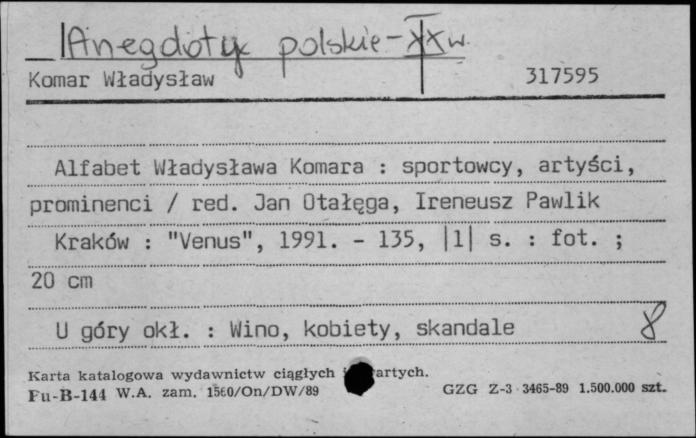 Anegdoty polskie - XX w.
Komar Władysław 317595
Alfabet Władysława Komara : sportowcy, artyści,
prominenci / red. Jan Otałęga, Ireneusz Pawlik
Kraków : "Venus", 1991. - 135, |1| s. : fot. ;
20 cm
U góry okł. : Wino, kobiety, skandale 8
Karta katalogowa wydawnictw ciągłych
Pu-B-144 W.A. zam. 1560/On/DW/89 GZG Z-3 3465-89 1.500.000 szt.